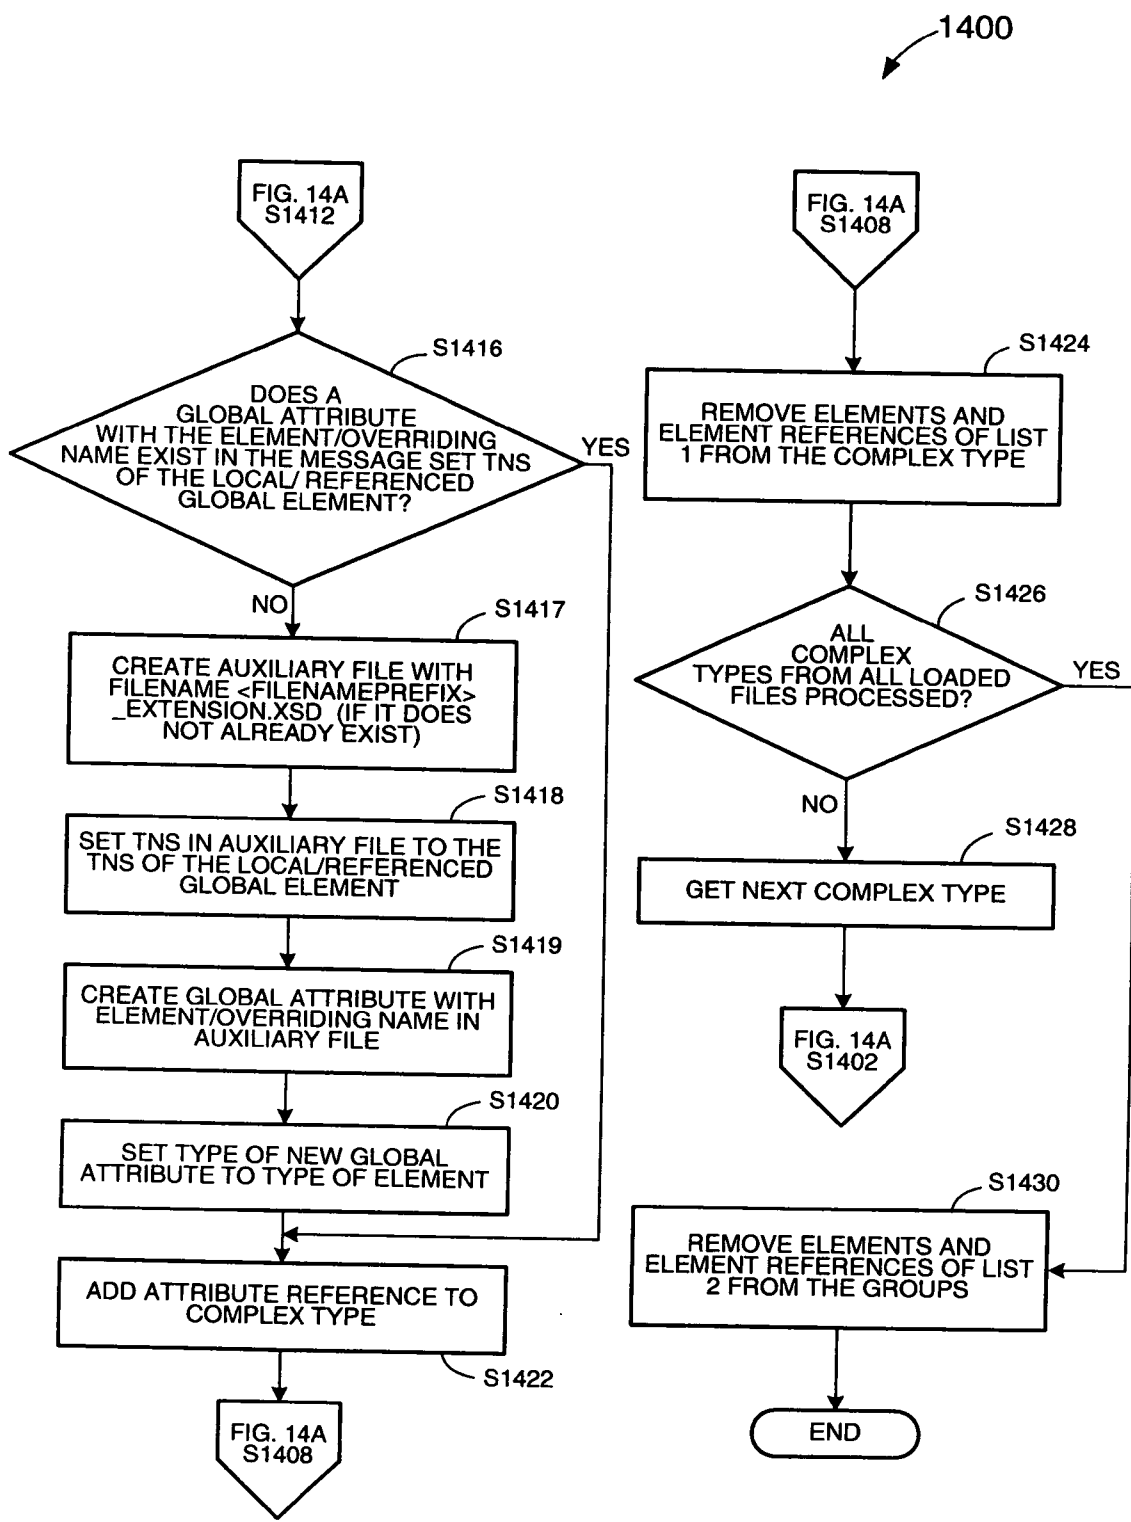 1400
FIG. 14A
S1412
S1416
DOES A
GLOBAL ATTRIBUTE
WITH THE ELEMENT/OVERRIDING
NAME EXIST IN THE MESSAGE SET TNS
OF THE LOCAL/ REFERENCED
GLOBAL ELEMENT?
YES
NO
S1417
CREATE AUXILIARY FILE WITH
FILENAME <FILENAMEPREFIX>
_EXTENSION.XSD (IF IT DOES
NOT ALREADY EXIST)
S1418
SET TNS IN AUXILIARY FILE TO THE
TNS OF THE LOCAL/REFERENCED
GLOBAL ELEMENT
S1419
CREATE GLOBAL ATTRIBUTE WITH
ELEMENT/OVERRIDING NAME IN
AUXILIARY FILE
S1420
SET TYPE OF NEW GLOBAL
ATTRIBUTE TO TYPE OF ELEMENT
ADD ATTRIBUTE REFERENCE TO
COMPLEX TYPE
S1422
FIG. 14A
S1408
FIG. 14A
S1408
S1424
REMOVE ELEMENTS AND
ELEMENT REFERENCES OF LIST
1 FROM THE COMPLEX TYPE
S1426
ALL
COMPLEX
TYPES FROM ALL LOADED
FILES PROCESSED?
YES
NO
S1428
GET NEXT COMPLEX TYPE
FIG. 14A
S1402
S1430
REMOVE ELEMENTS AND
ELEMENT REFERENCES OF LIST
2 FROM THE GROUPS
END